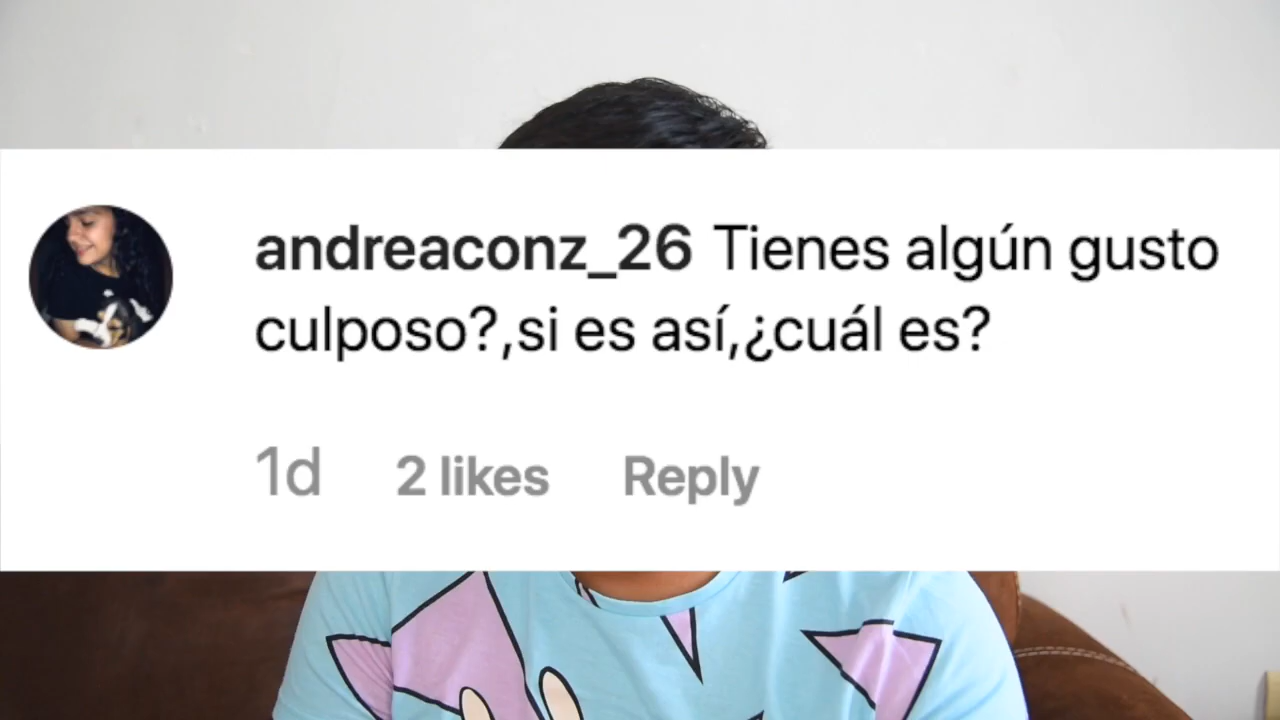 andreaconz_26 Tienes algún gusto
culposo?,si es así,¿cuál es?
1d 2 likes Reply